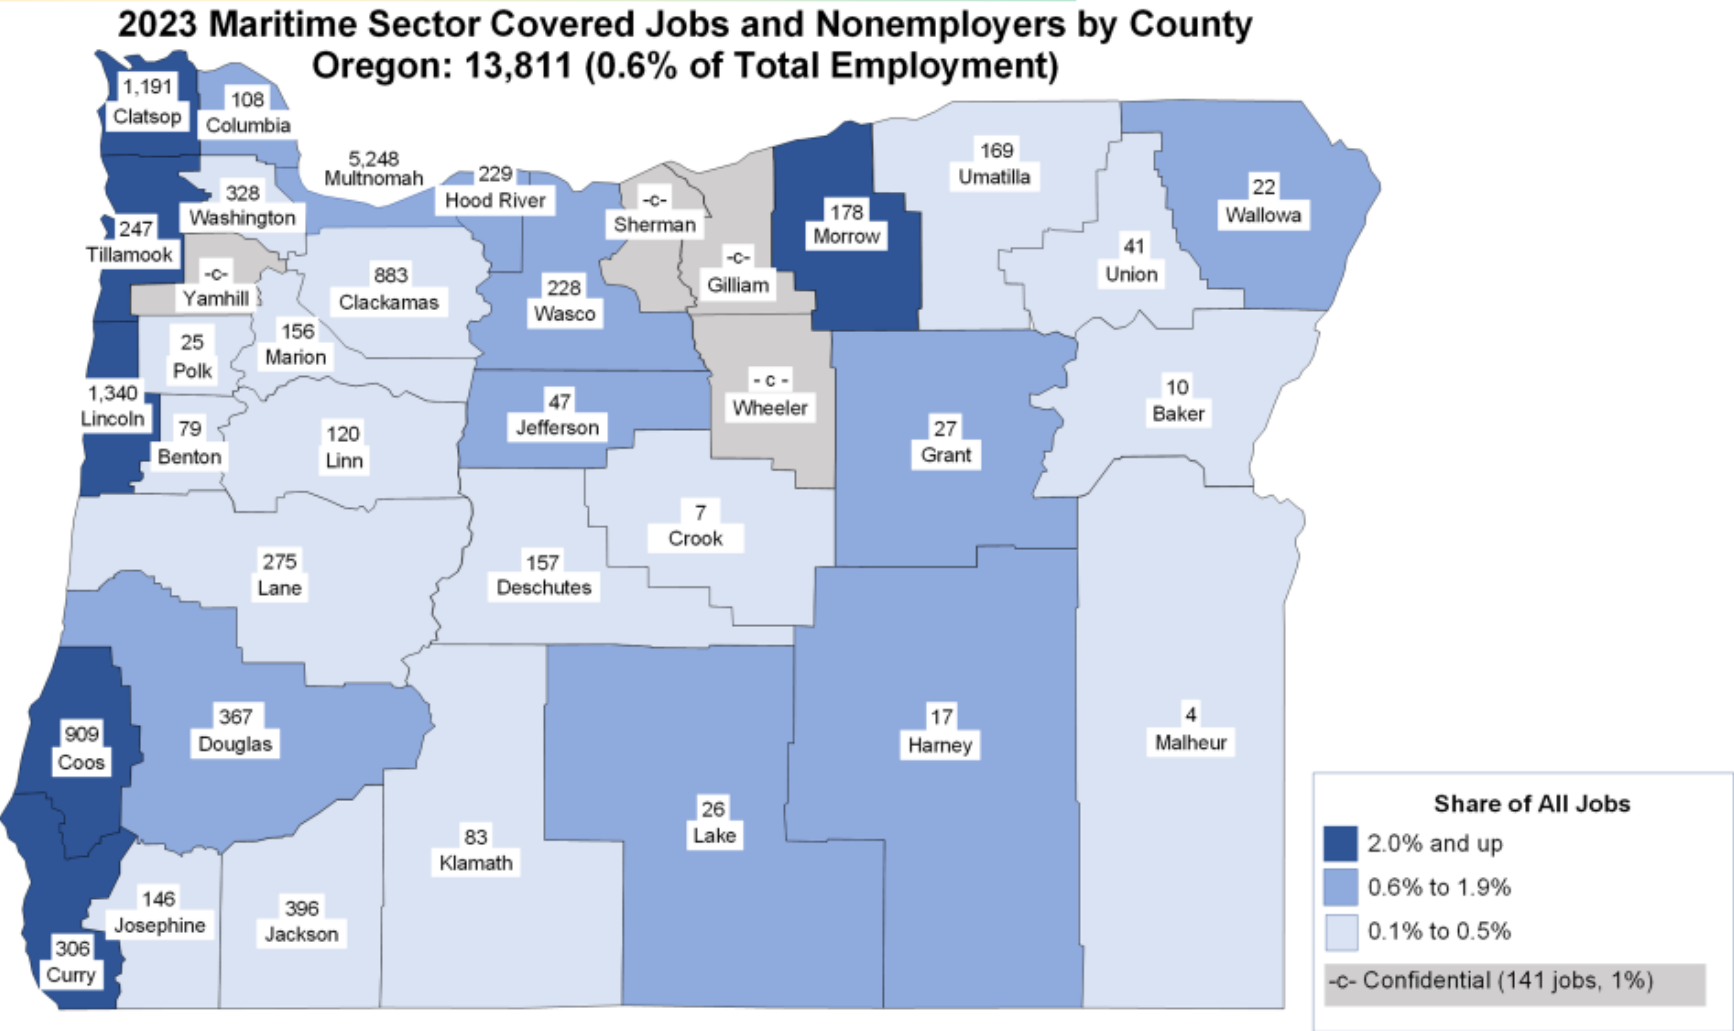 2023 Maritime Sector Covered Jobs and Nonemployers by County
Oregon: 13,811 (0.6% of Total Employment)
1,191
Clatsop
108
Columbia
5,248
Multnomah
229
Hood River
-c-
Sherman
169
Umatilla
22
Wallowa
328
Washington
247
Tillamook
178
Morrow
41
Union
-c-
Yamhill
883
Clackamas
228
Wasco
-c-
Gilliam
25
Polk
156
Marion
1,340
Lincoln
79
Benton
120
Linn
47
Jefferson
- c -
Wheeler
27
Grant
10
Baker
7
Crook
275
Lane
157
Deschutes
909
Coos
367
Douglas
17
Harney
4
Malheur
83
Klamath
26
Lake
146
Josephine
396
Jackson
306
Curry
Share of All Jobs
2.0% and up
0.6% to 1.9%
0.1% to 0.5%
-c- Confidential (141 jobs, 1%)